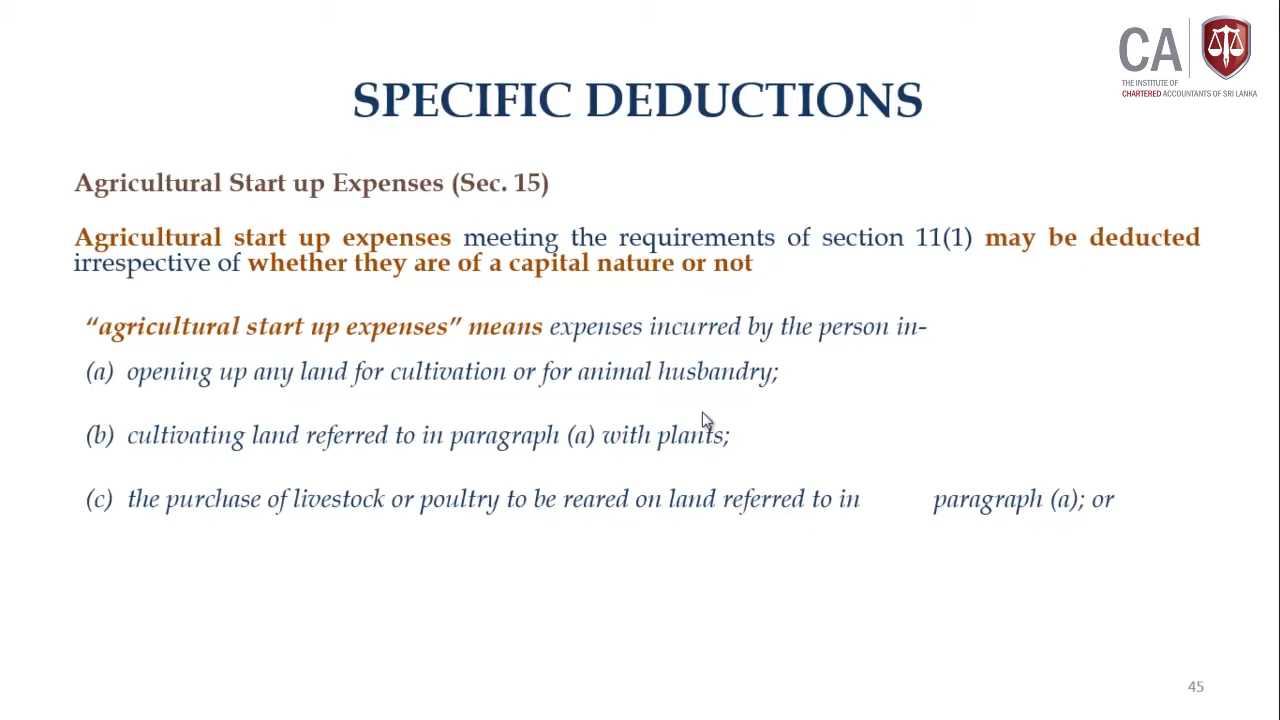 CA
THE INSTITUTE OF
CHARTERED ACCOUNTANTS OF SRI LANKA
SPECIFIC DEDUCTIONS
Agricultural Start up Expenses (Sec. 15)
Agricultural start up expenses meeting the requirements of section 11(1) may be deducted
irrespective of whether they are of a capital nature or not
“agricultural start up expenses” means expenses incurred by the person in-
(a) opening up any land for cultivation or for animal husbandry;
(b) cultivating land referred to in paragraph (a) with plants;
(c) the purchase of livestock or poultry to be reared on land referred to in paragraph (a); or
45